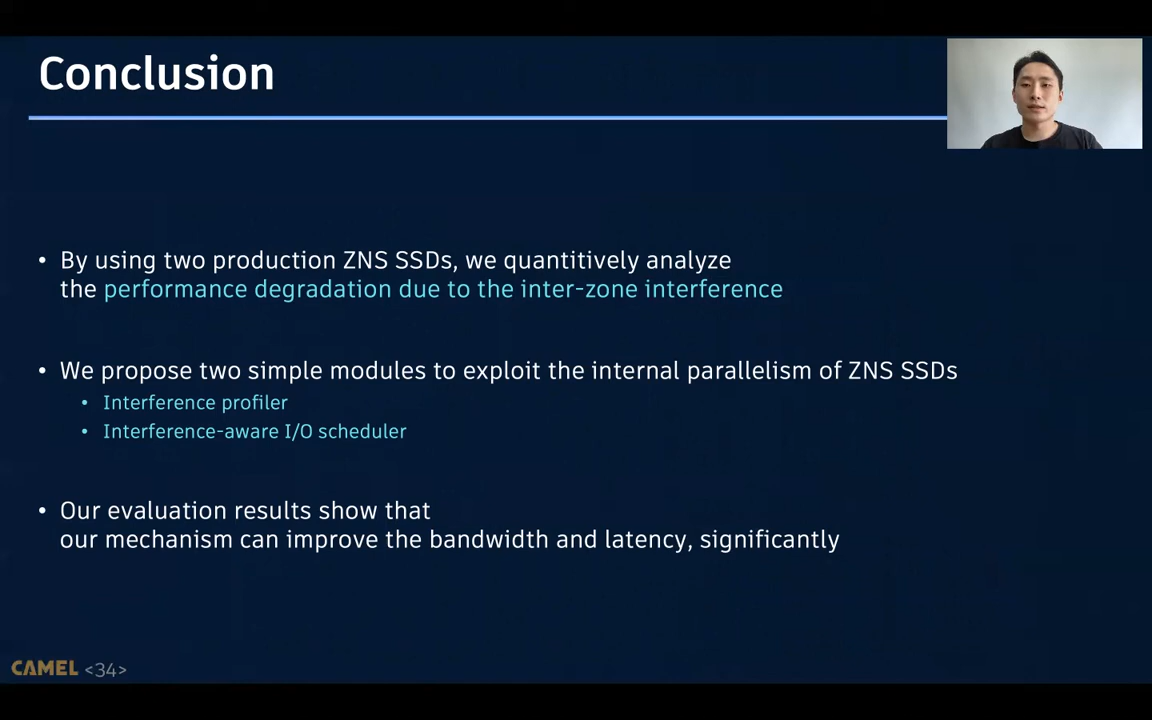 Conclusion
• By using two production ZNS SSDs, we quantitively analyze
the performance degradation due to the inter-zone interference
• We propose two simple modules to exploit the internal parallelism of ZNS SSDs
• Interference profiler
• Interference-aware I/O scheduler
• Our evaluation results show that
our mechanism can improve the bandwidth and latency, significantly
CAMEL <34>